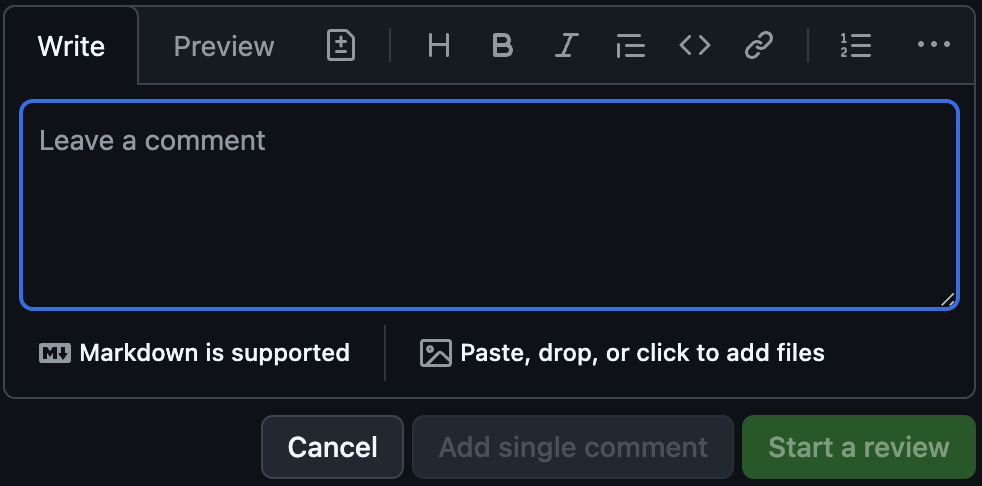 Write Preview H B I
Leave a comment
M Markdown is supported Paste, drop, or click to add files
Cancel Add single comment Start a review